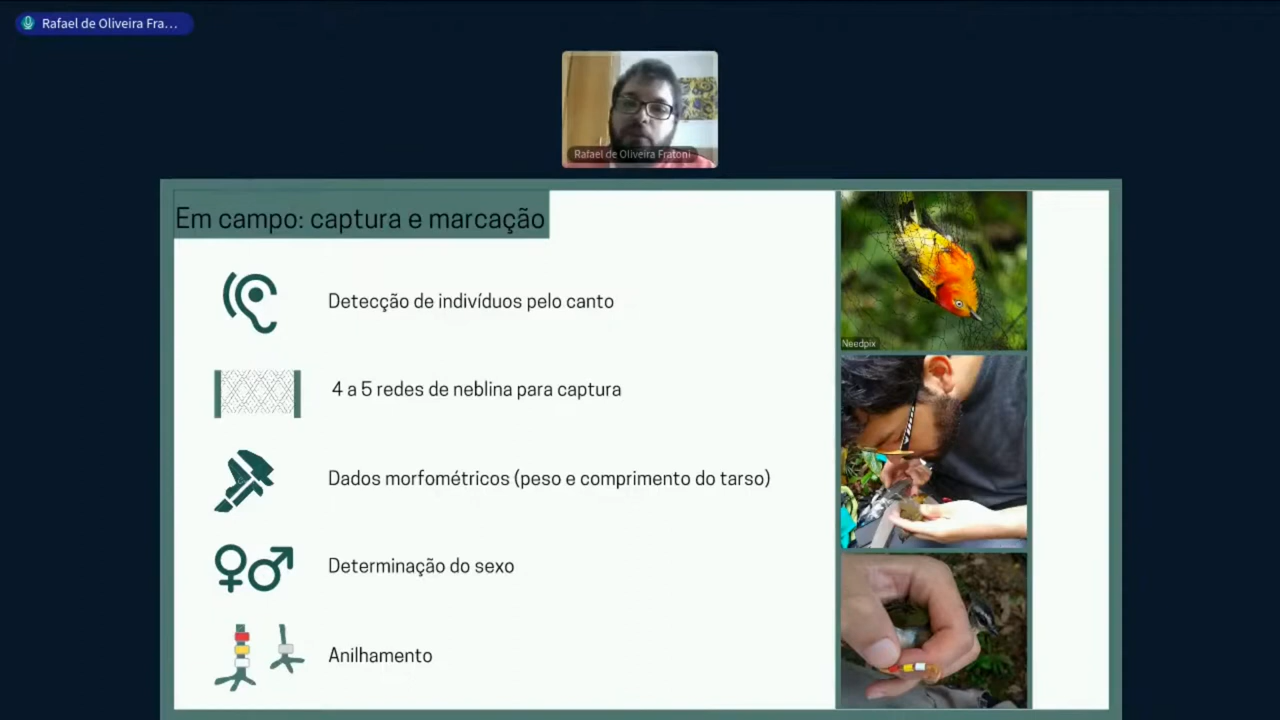 Rafael de Oliveira Fra...
Rafael de Oliveira Fratoni
Em campo: captura e marcação
Detecção de indivíduos pelo canto
4 a 5 redes de neblina para captura
Dados morfométricos (peso e comprimento do tarso)
Determinação do sexo
Anilhamento
Needpix